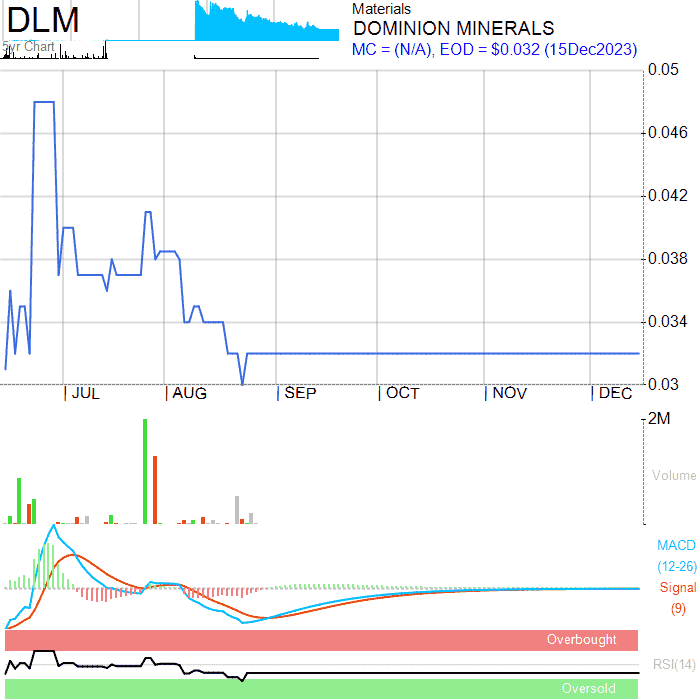 DLM
5yr Chart
Materials
DOMINION MINERALS
MC = (N/A), EOD = $0.032 (15Dec2023)
0.05
0.046
0.042
0.038
0.034
0.03
JUL AUG SEP OCT NOV DEC
2M
Volume
MACD
(12-26)
Signal
(9)
Overbought
RSI(14)
Oversold